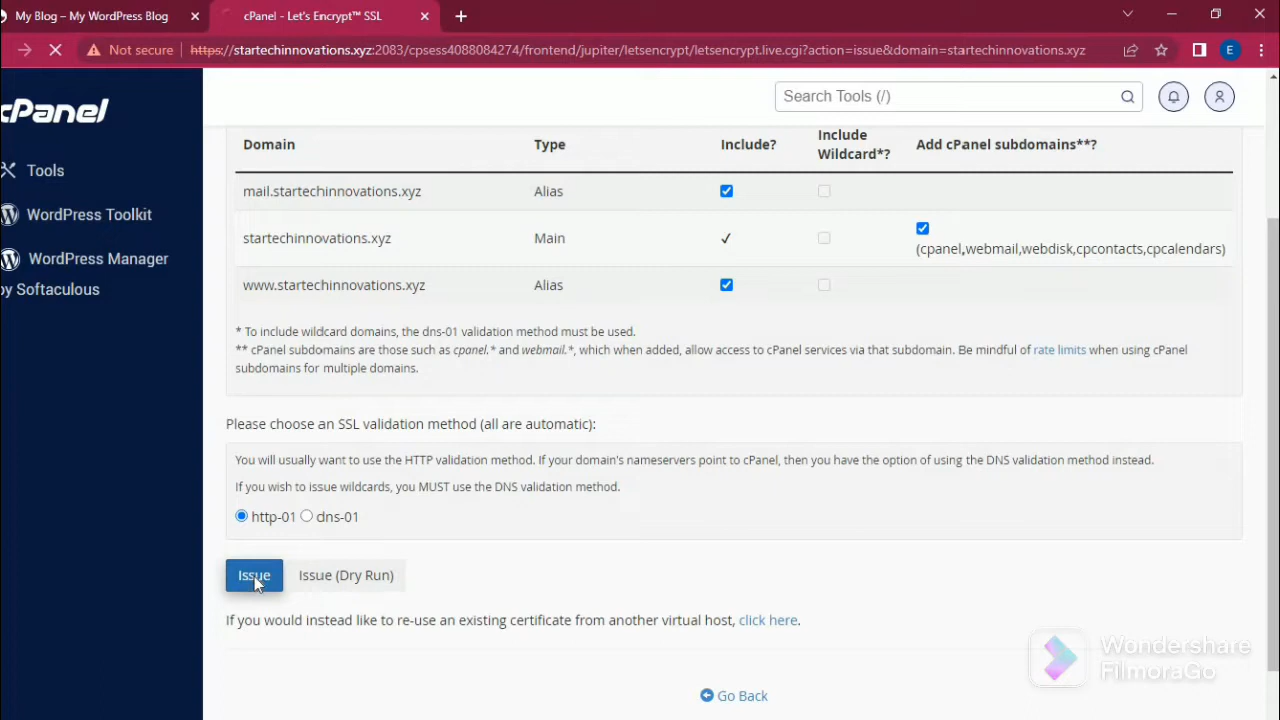 My Blog – My WordPress Blog
cPanel - Let's Encrypt™ SSL
Not secure
https://startechinnovations.xyz:2083/cpsess4088084274/frontend/jupiter/letsencrypt/letsencrypt.live.cgi?action=issue&domain=startechinnovations.xyz
E
cPanel
Search Tools (/)
Tools
WordPress Toolkit
WordPress Manager
by Softaculous
Domain Type Include? Include Wildcard*? Add cPanel subdomains**?
mail.startechinnovations.xyz Alias
startechinnovations.xyz Main ✓
(cpanel,webmail,webdisk,cpcontacts,cpcalendars)
www.startechinnovations.xyz Alias
* To include wildcard domains, the dns-01 validation method must be used.
** cPanel subdomains are those such as cpanel.* and webmail.*, which when added, allow access to cPanel services via that subdomain. Be mindful of rate limits when using cPanel
subdomains for multiple domains.
Please choose an SSL validation method (all are automatic):
You will usually want to use the HTTP validation method. If your domain's nameservers point to cPanel, then you have the option of using the DNS validation method instead.
If you wish to issue wildcards, you MUST use the DNS validation method.
http-01 dns-01
Issue Issue (Dry Run)
If you would instead like to re-use an existing certificate from another virtual host, click here.
Wondershare
FilmoraGo
Go Back